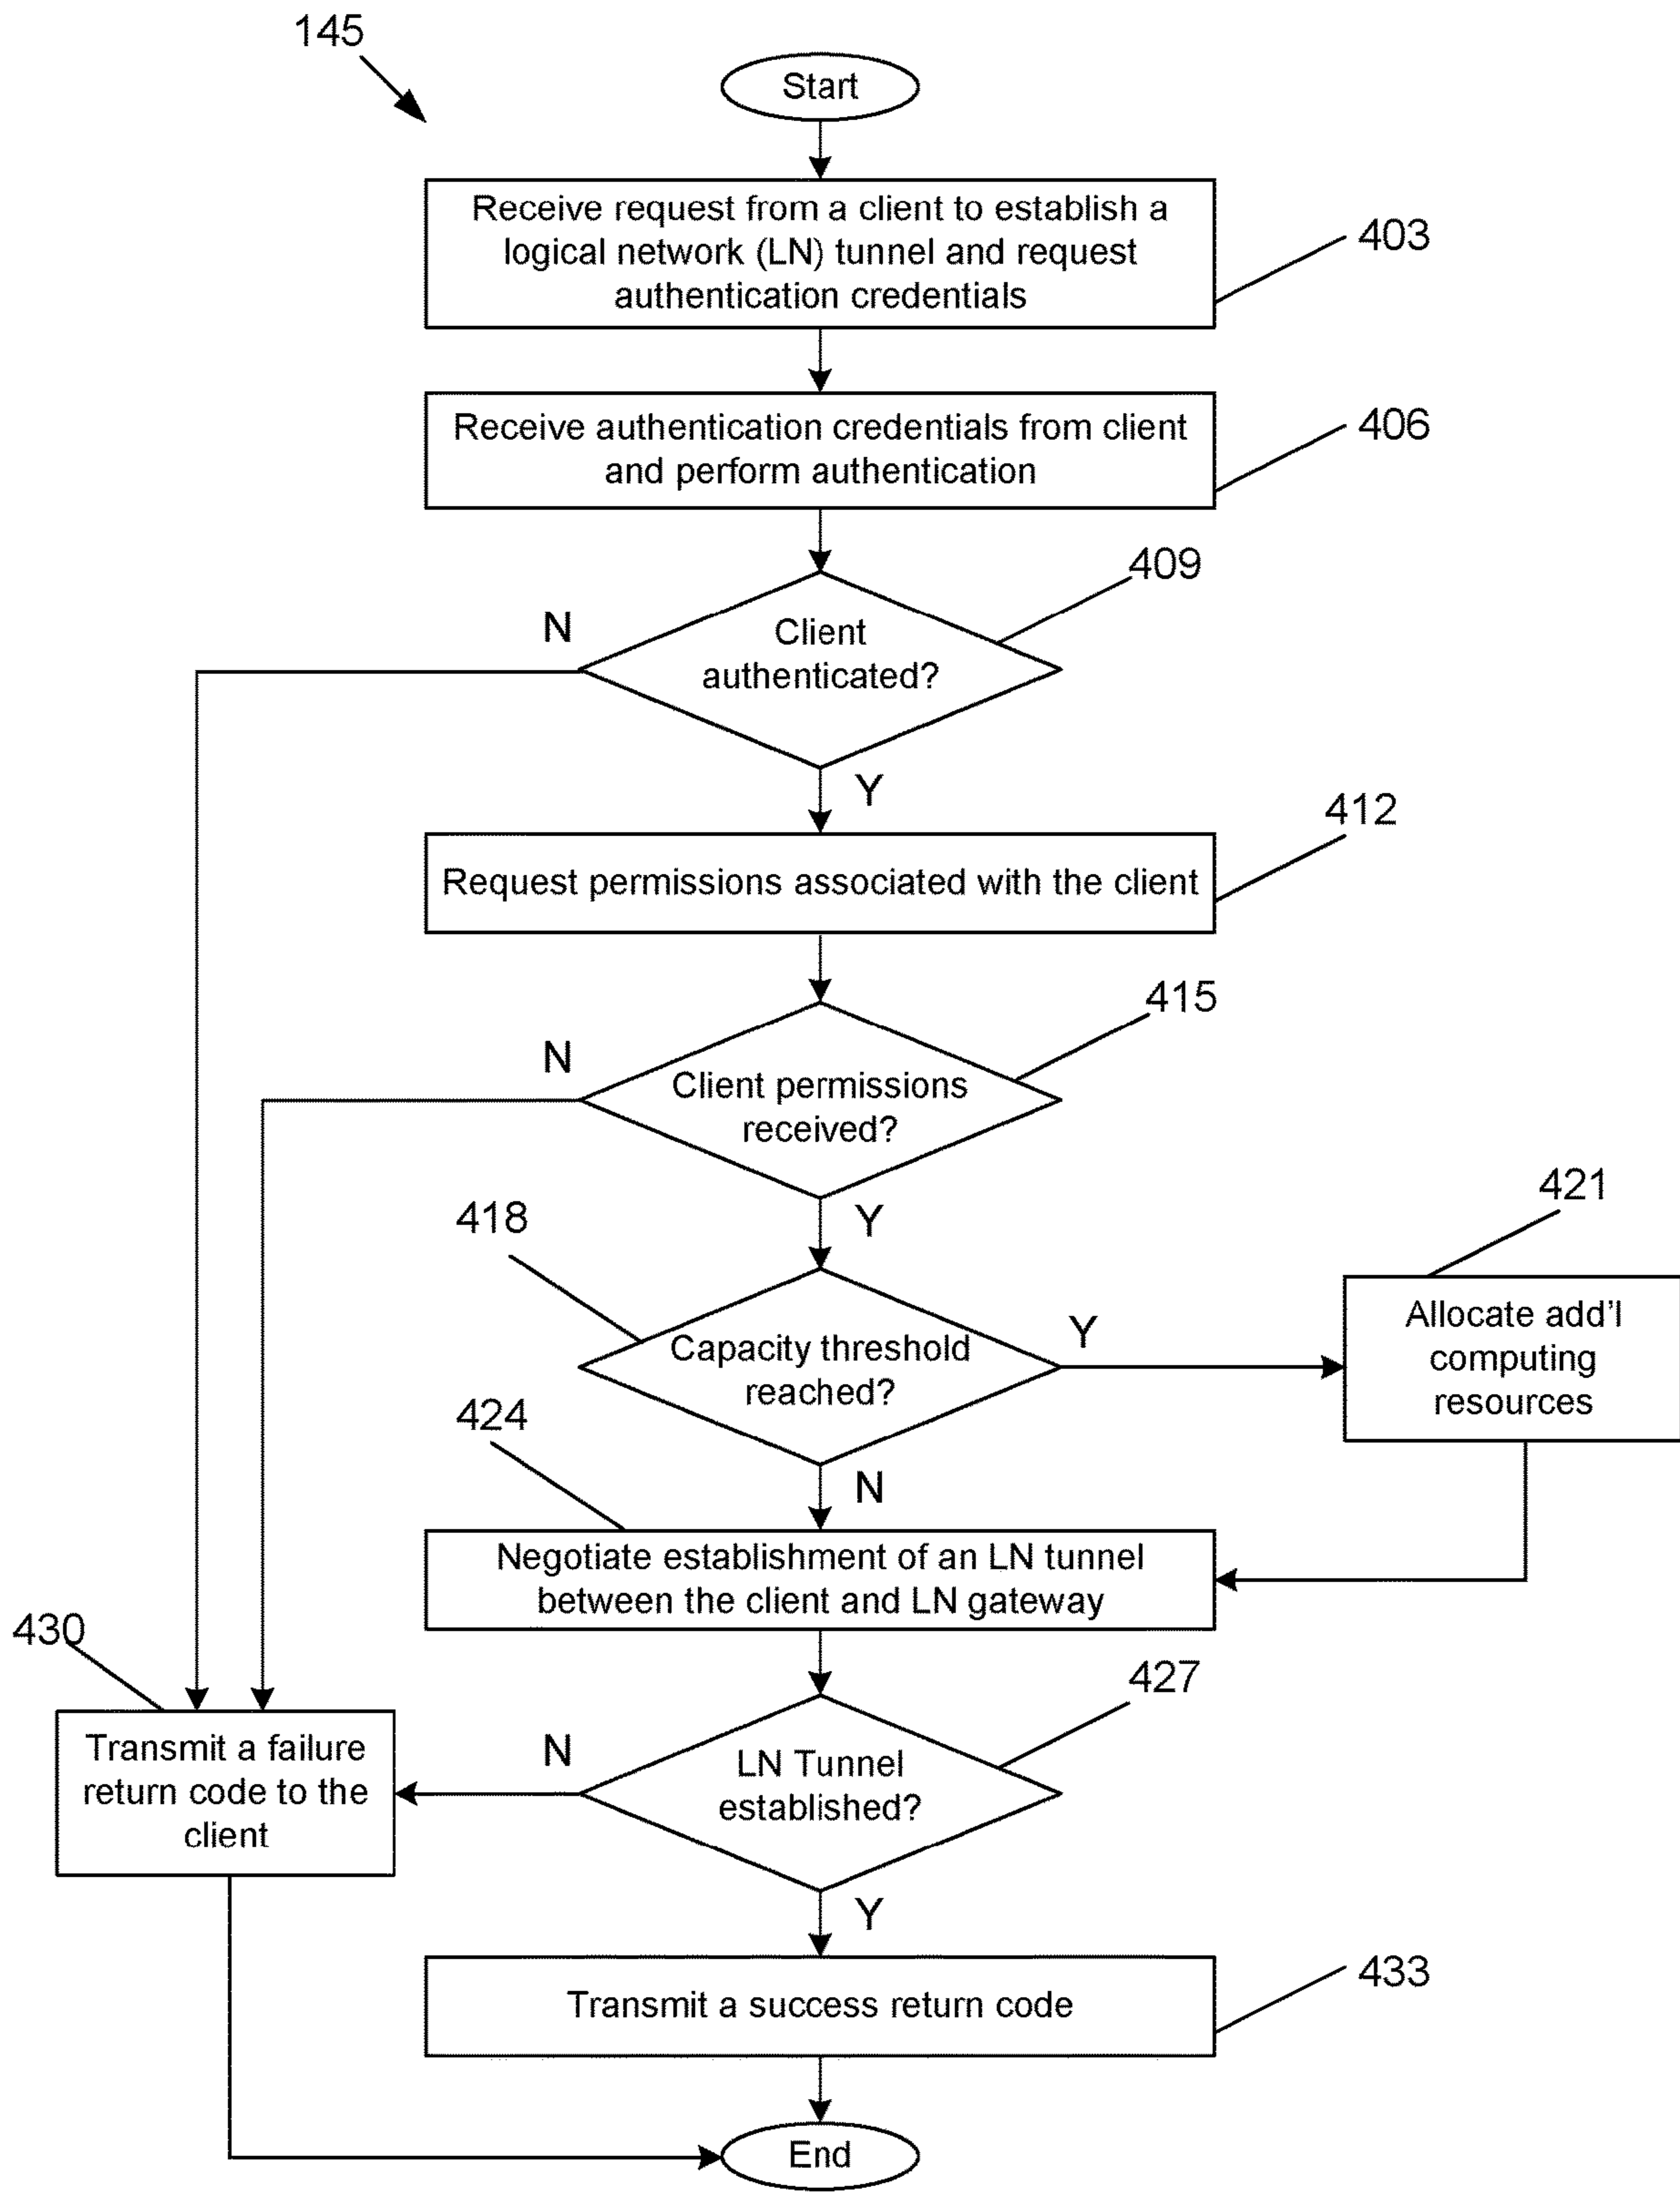 145
Start
Receive request from a client to establish a
logical network (LN) tunnel and request
authentication credentials
403
Receive authentication credentials from client
and perform authentication
406
409
N
Client
authenticated?
Y
412
Request permissions associated with the client
415
N
Client permissions
received?
Y
418
421
Capacity threshold
reached?
Y
Allocate add'l
computing
resources
424
N
Negotiate establishment of an LN tunnel
between the client and LN gateway
430
427
Transmit a failure
return code to the
client
N
LN Tunnel
established?
Y
433
Transmit a success return code
End